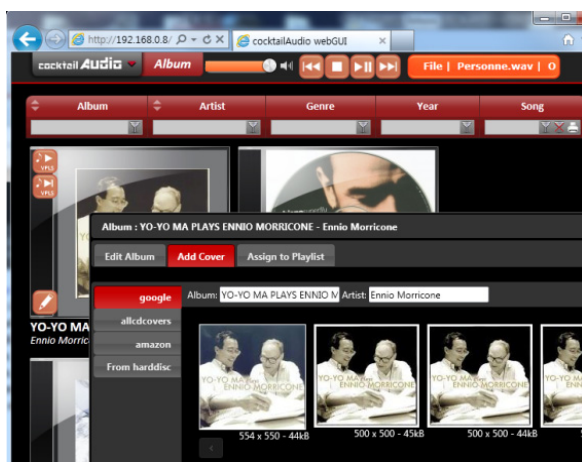 http://192.168.0.8/
cocktailAudio webGUI
cocktail Audio
Album
File | Personne.wav | 0
Album
Artist
Genre
Year
Song
VPLS
VPLS
Album : YO-YO MA PLAYS ENNIO MORRICONE - Ennio Morricone
Edit Album
Add Cover
Assign to Playlist
google
allcdcovers
amazon
From harddisc
Album: YO-YO MA PLAYS ENNIO M Artist: Ennio Morricone
YO-YO MA
Ennio Morric
YO-YO MA
ENNIO MORRICONE
YO-YO MA PLAYS
ENNIO MORRICONE
YO-YO MA PLAYS
ENNIO MORRICONE
YO-YO M
554 x 550 - 44kB
500 x 500 - 45kB
500 x 500 - 44kB